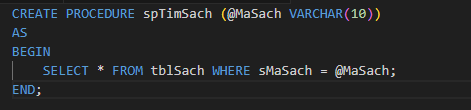 CREATE PROCEDURE spTimSach (@MaSach VARCHAR(10))
AS
BEGIN
    SELECT * FROM tblSach WHERE sMaSach = @MaSach;
END;